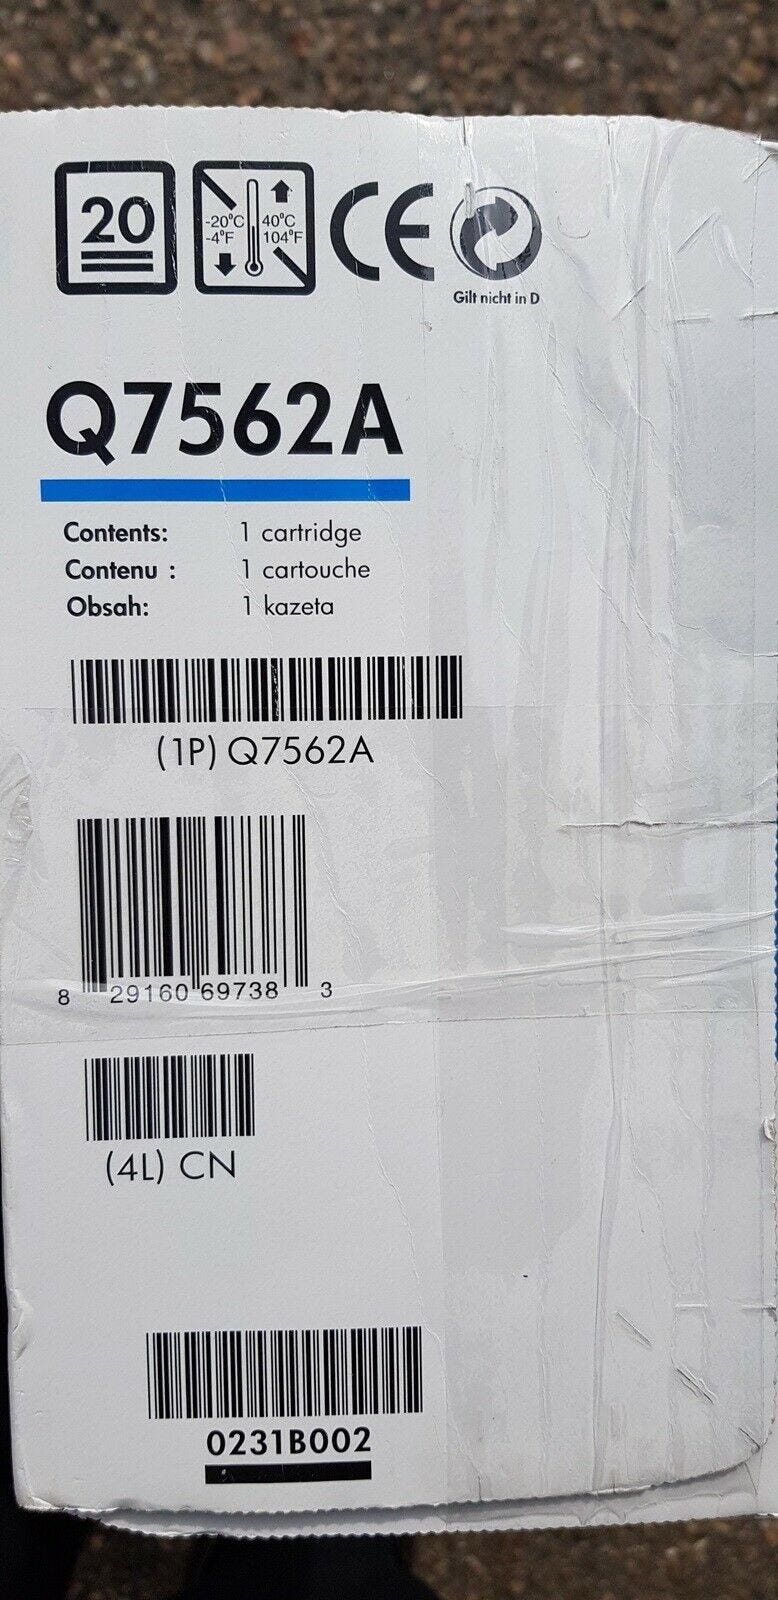 20
-20°C 40°C
-4°F 104°F
CE
Gilt nicht in D
Q7562A
Contents: 1 cartridge
Contenu : 1 cartouche
Obsah: 1 kazeta
(1P) Q7562A
8 29160 69738 3
(4L) CN
0231B002